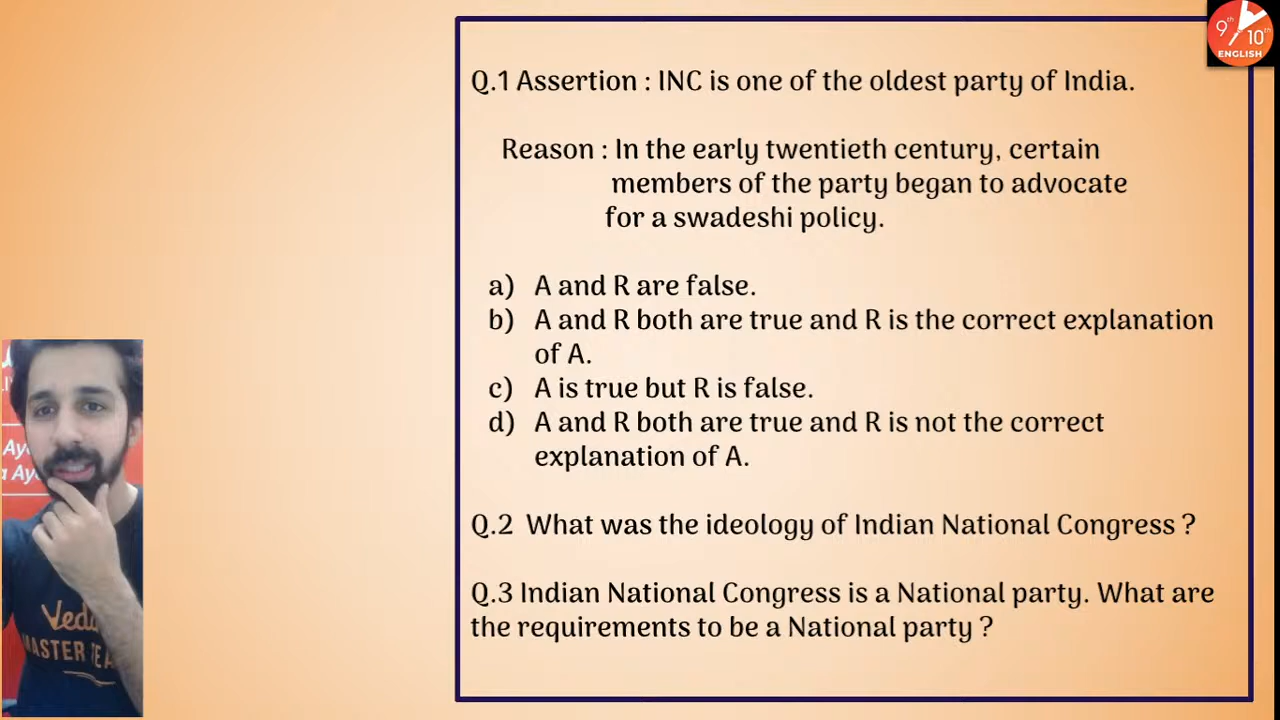 9th
10th
ENGLISH
Q.1 Assertion : INC is one of the oldest party of India.
Reason : In the early twentieth century, certain
members of the party began to advocate
for a swadeshi policy.
a) A and R are false.
b) A and R both are true and R is the correct explanation
of A.
c) A is true but R is false.
d) A and R both are true and R is not the correct
explanation of A.
Q.2 What was the ideology of Indian National Congress ?
Q.3 Indian National Congress is a National party. What are
the requirements to be a National party ?